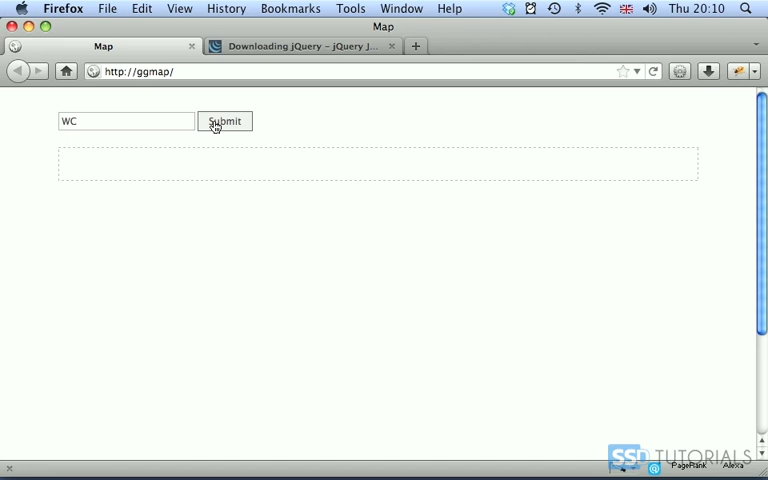 Firefox File Edit View History Bookmarks Tools Window Help Thu 20:10
Map
Map Downloading jQuery – jQuery J...
http://ggmap/
WC Submit
SSD TUTORIALS
PageRank Alexa